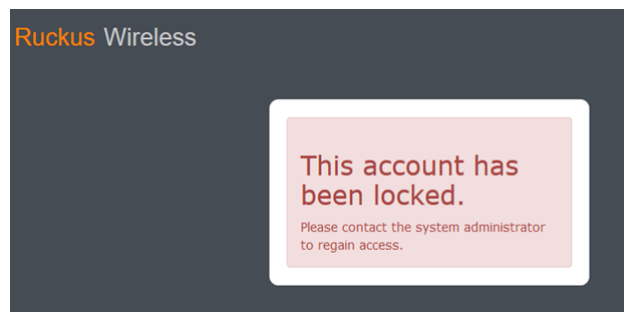 Ruckus Wireless
This account has
been locked.
Please contact the system administrator
to regain access.